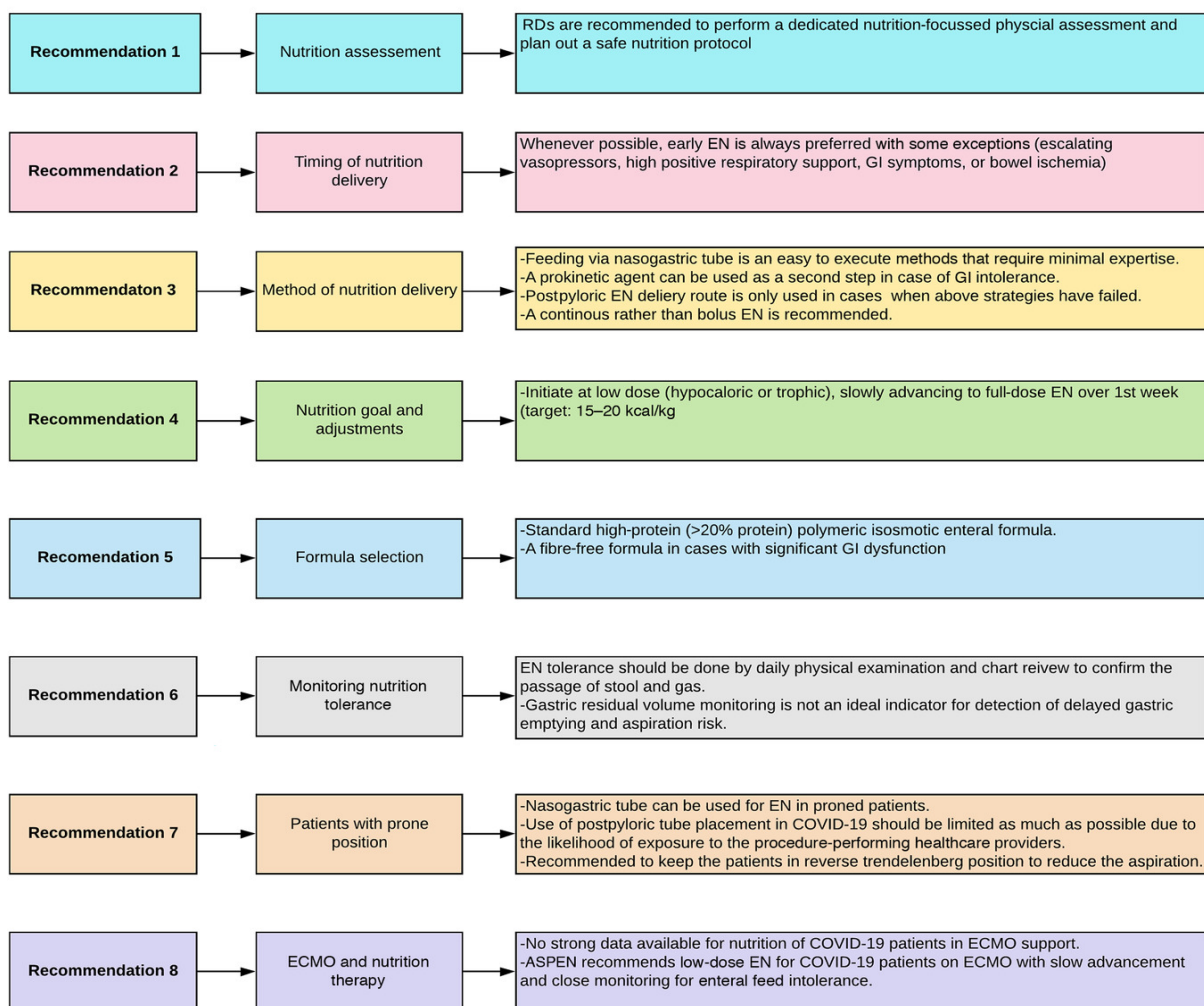 Recommendation 1
Nutrition assessement
RDs are recommended to perform a dedicated nutrition-focussed physcial assessment and
plan out a safe nutrition protocol
Recommendation 2
Timing of nutrition
delivery
Whenever possible, early EN is always preferred with some exceptions (escalating
vasopressors, high positive respiratory support, GI symptoms, or bowel ischemia)
Recommendaton 3
Method of nutrition delivery
-Feeding via nasogastric tube is an easy to execute methods that require minimal expertise.
-A prokinetic agent can be used as a second step in case of GI intolerance.
-Postpyloric EN deliery route is only used in cases when above strategies have failed.
-A continous rather than bolus EN is recommended.
Recommendation 4
Nutrition goal and
adjustments
-Initiate at low dose (hypocaloric or trophic), slowly advancing to full-dose EN over 1st week
(target: 15–20 kcal/kg
Recomendation 5
Formula selection
-Standard high-protein (>20% protein) polymeric isosmotic enteral formula.
-A fibre-free formula in cases with significant GI dysfunction
Recommendation 6
Monitoring nutrition
tolerance
EN tolerance should be done by daily physical examination and chart reivew to confirm the
passage of stool and gas.
-Gastric residual volume monitoring is not an ideal indicator for detection of delayed gastric
emptying and aspiration risk.
Recommendation 7
Patients with prone
position
-Nasogastric tube can be used for EN in proned patients.
-Use of postpyloric tube placement in COVID-19 should be limited as much as possible due to
the likelihood of exposure to the procedure-performing healthcare providers.
-Recommended to keep the patients in reverse trendelenberg position to reduce the aspiration.
Recommendation 8
ECMO and nutrition
therapy
-No strong data available for nutrition of COVID-19 patients in ECMO support.
-ASPEN recommends low-dose EN for COVID-19 patients on ECMO with slow advancement
and close monitoring for enteral feed intolerance.